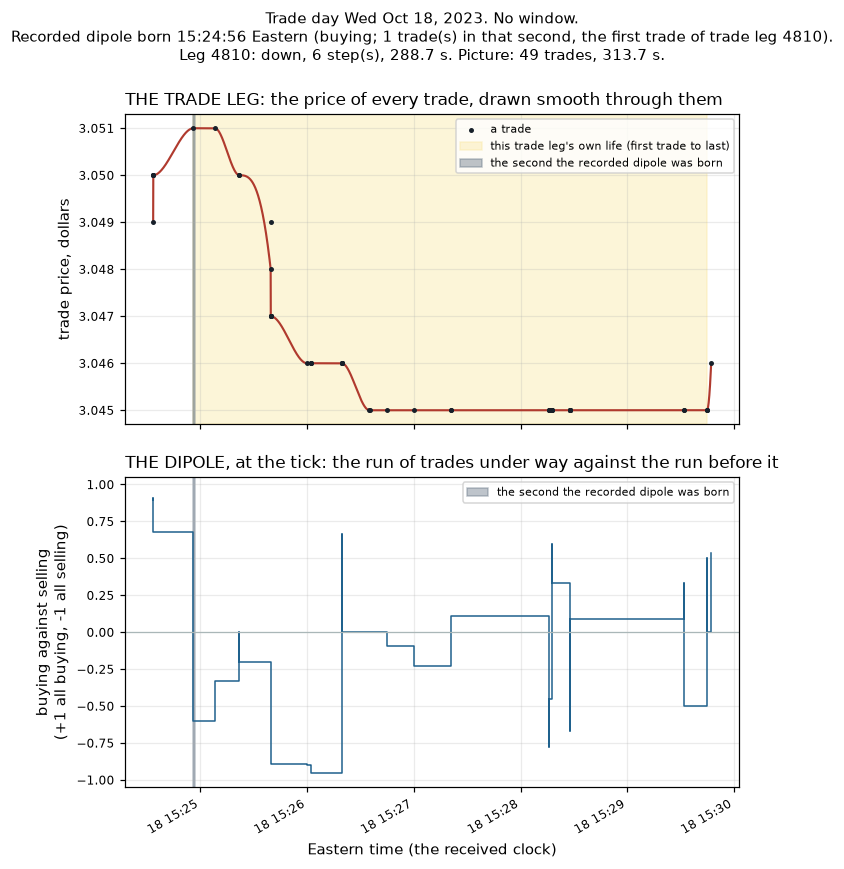 Trade day Wed Oct 18, 2023. No window.
Recorded dipole born 15:24:56 Eastern (buying; 1 trade(s) in that second, the first trade of trade leg 4810).
Leg 4810: down, 6 step(s), 288.7 s. Picture: 49 trades, 313.7 s.
THE TRADE LEG: the price of every trade, drawn smooth through them
a trade
this trade leg's own life (first trade to last)
the second the recorded dipole was born
3.051
3.050
3.049
3.048
3.047
3.046
3.045
trade price, dollars
THE DIPOLE, at the tick: the run of trades under way against the run before it
the second the recorded dipole was born
1.00
0.75
0.50
0.25
0.00
−0.25
−0.50
−0.75
−1.00
buying against selling
(+1 all buying, -1 all selling)
18 15:25
18 15:26
18 15:27
18 15:28
18 15:29
18 15:30
Eastern time (the received clock)